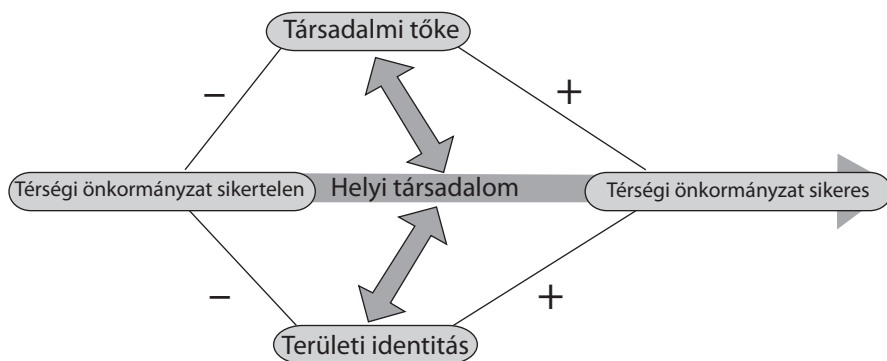 Társadalmi tőke
–
+
Térségi önkormányzat sikertelen
Helyi társadalom
Térségi önkormányzat sikeres
–
+
Területi identitás